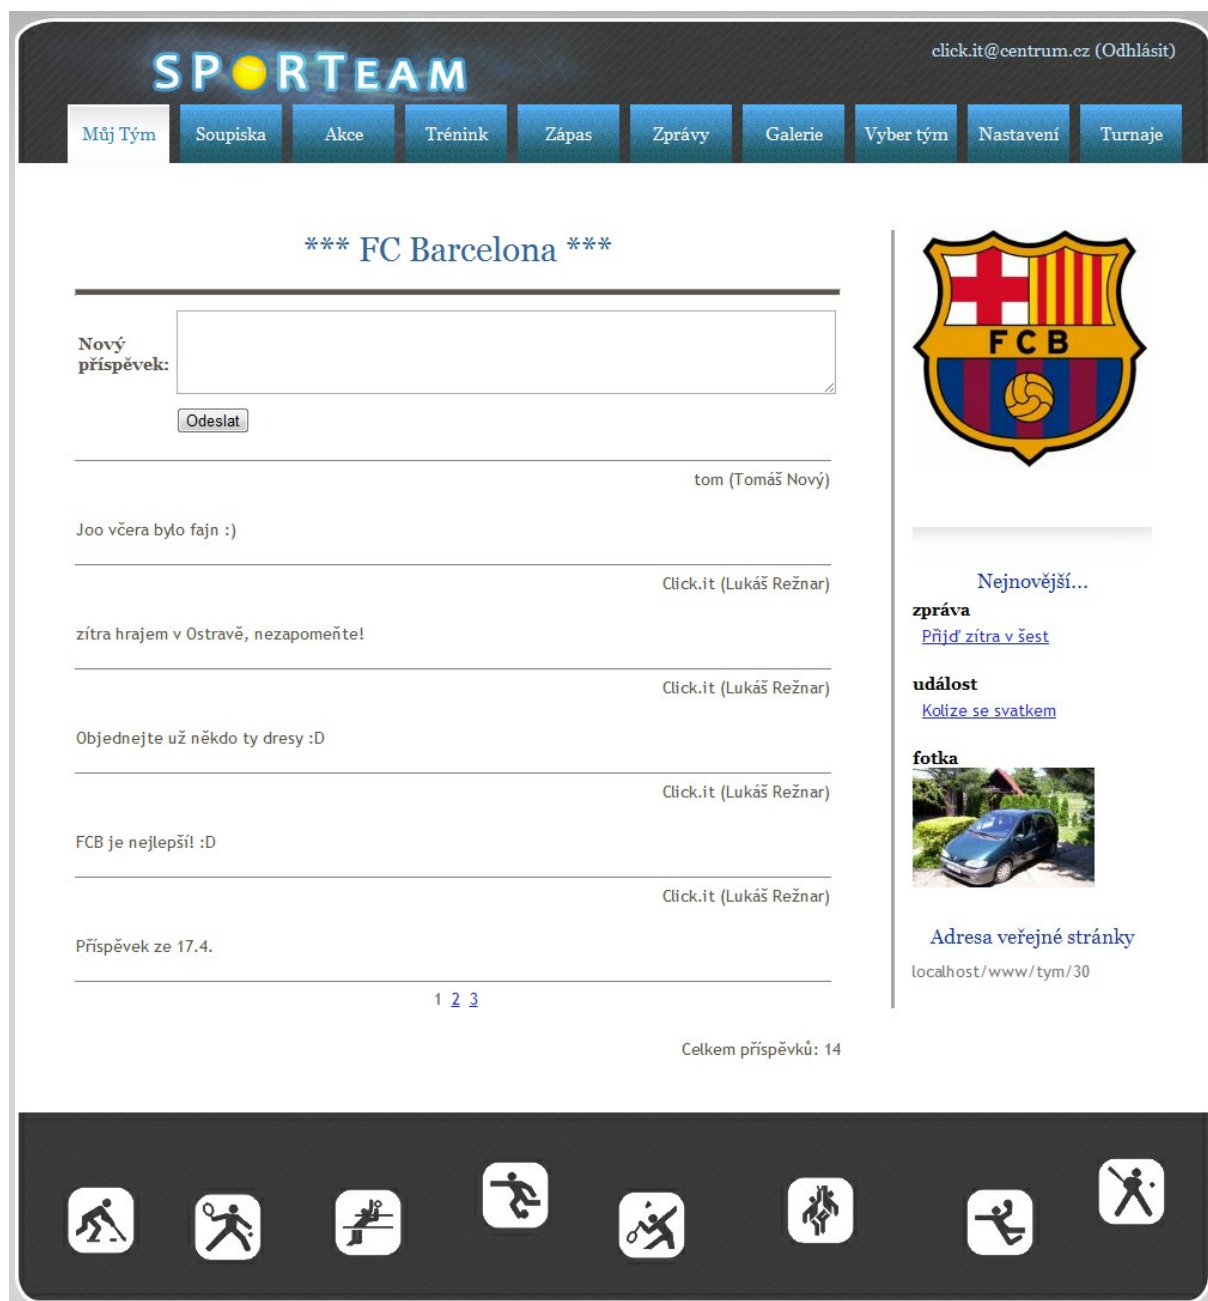 SPORTEAM
click.it@centrum.cz (Odhlásit)
Můj Tým Soupiska Akce Trénink Zápas Zprávy Galerie Vyber tým Nastavení Turnaje
*** FC Barcelona ***
Nový
příspěvek:
Odeslat
tom (Tomáš Nový)
Joo včera bylo fajn :)
Click.it (Lukáš Režnar)
zítra hrajem v Ostravě, nezapomeňte!
Click.it (Lukáš Režnar)
Objednejte už někdo ty dresy :D
Click.it (Lukáš Režnar)
FCB je nejlepší! :D
Click.it (Lukáš Režnar)
Příspěvek ze 17.4.
1 2 3
Celkem příspěvků: 14
FCB
Nejnovější...
zpráva
Přijď zítra v šest
událost
Kolize se svatkem
fotka
Adresa veřejné stránky
localhost/www/tym/30